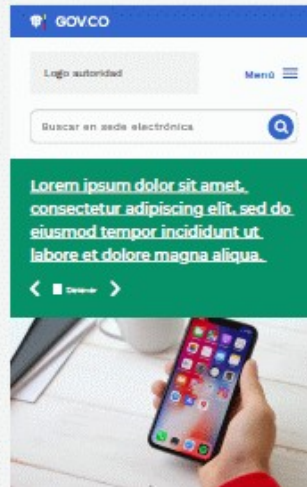 GOVCO
Logo autoridad
Menú
Buscar en sede electrónica
Lorem ipsum dolor sit amet,
consectetur adipiscing elit, sed do
eiusmod tempor incididunt ut
labore et dolore magna aliqua.